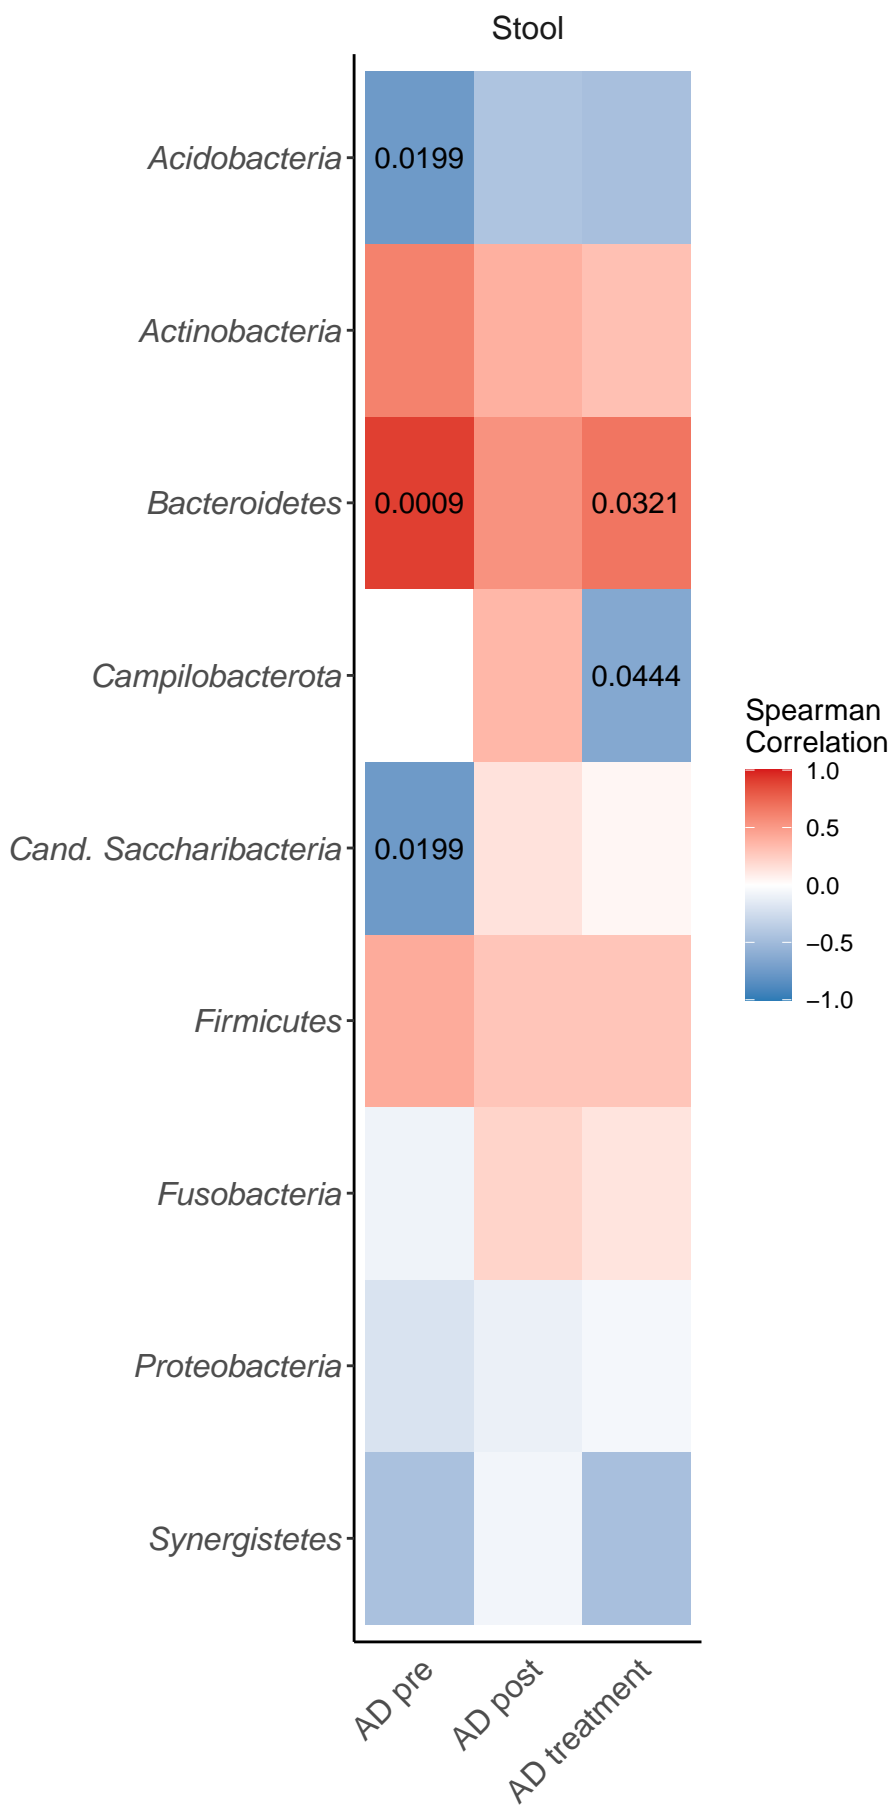 Stool
Acidobacteria
0.0199
Actinobacteria
Bacteroidetes
0.0009
0.0321
Campilobacterota
0.0444
Cand. Saccharibacteria
0.0199
Firmicutes
Fusobacteria
Proteobacteria
Synergistetes
AD pre
AD post
AD treatment
Spearman
Correlation
1.0
0.5
0.0
−0.5
−1.0